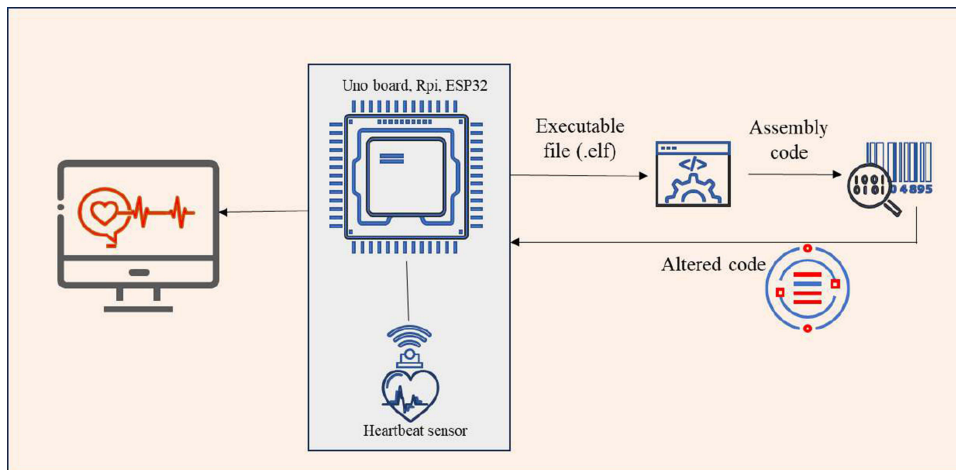 Uno board, Rpi, ESP32
Executable
file (.elf)
</>
Assembly
code
1001
0101
04895
Altered code
Heartbeat sensor